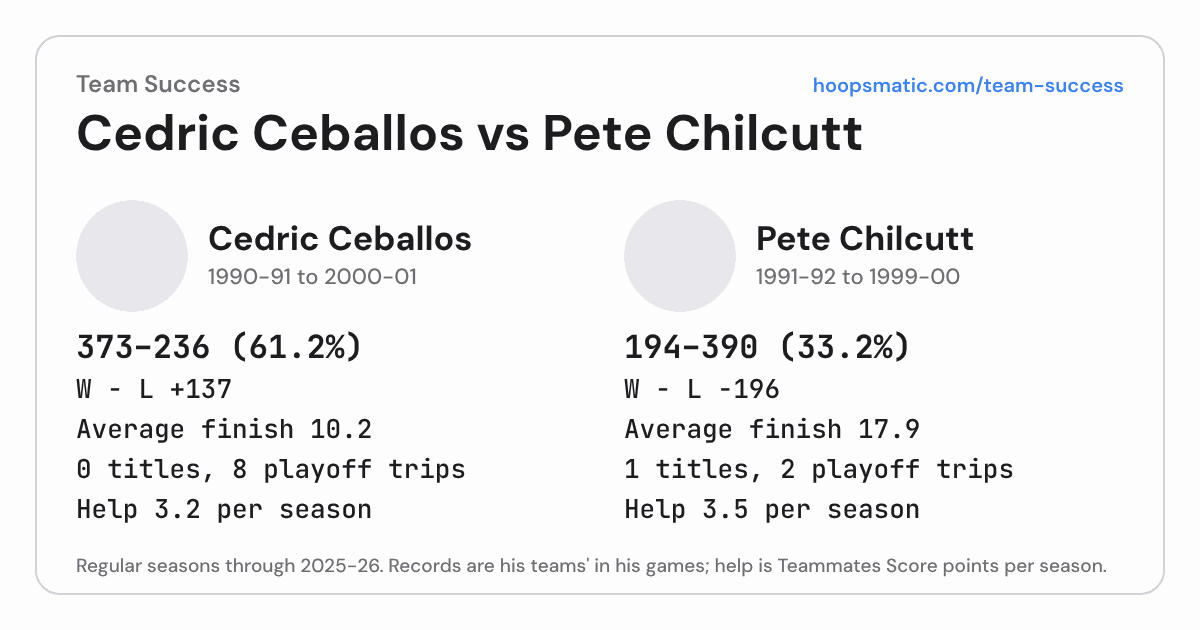 Team Success
hoopsmatic.com/team-success
Cedric Ceballos vs Pete Chilcutt
Cedric Ceballos
1990-91 to 2000-01
373-236 (61.2%)
W - L +137
Average finish 10.2
0 titles, 8 playoff trips
Help 3.2 per season
Pete Chilcutt
1991-92 to 1999-00
194-390 (33.2%)
W - L -196
Average finish 17.9
1 titles, 2 playoff trips
Help 3.5 per season
Regular seasons through 2025-26. Records are his teams' in his games; help is Teammates Score points per season.